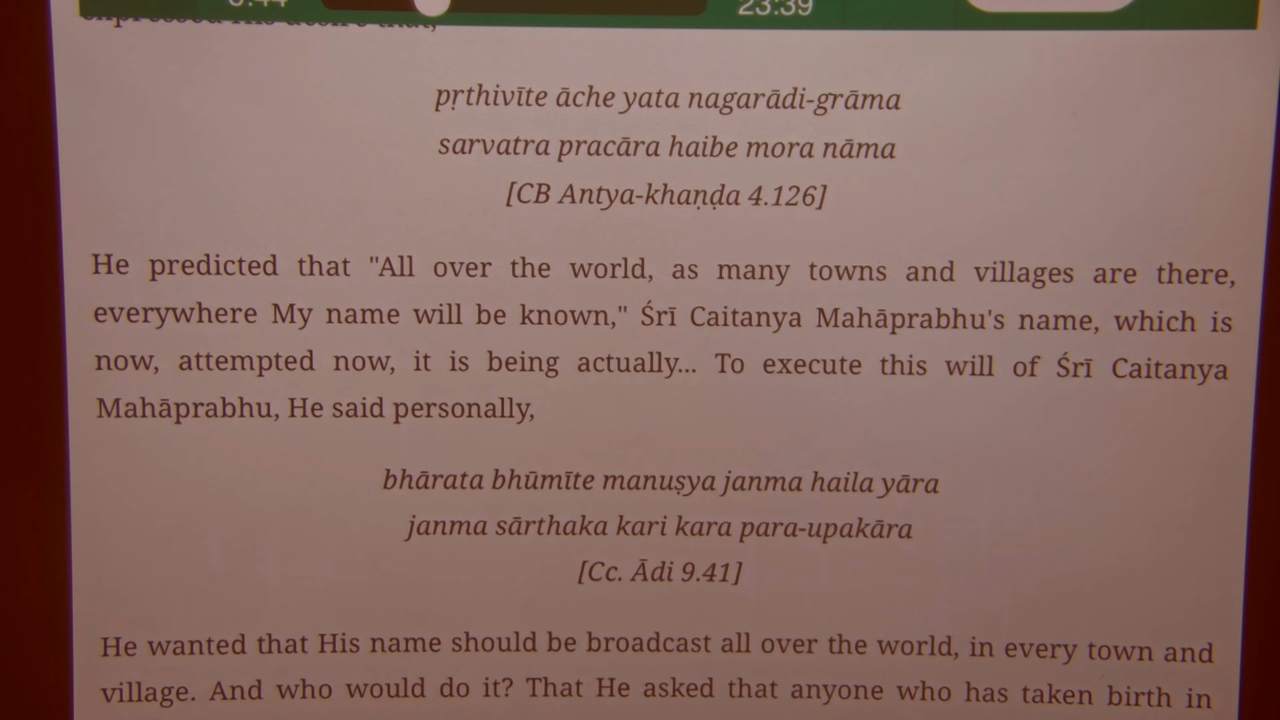 23:39
pṛthivīte āche yata nagarādi-grāma
sarvatra pracāra haibe mora nāma
[CB Antya-khaṇḍa 4.126]
He predicted that "All over the world, as many towns and villages are there,
everywhere My name will be known," Śrī Caitanya Mahāprabhu's name, which is
now, attempted now, it is being actually... To execute this will of Śrī Caitanya
Mahāprabhu, He said personally,
bhārata bhūmīte manuṣya janma haila yāra
janma sārthaka kari kara para-upakāra
[Cc. Ādi 9.41]
He wanted that His name should be broadcast all over the world, in every town and
village. And who would do it? That He asked that anyone who has taken birth in